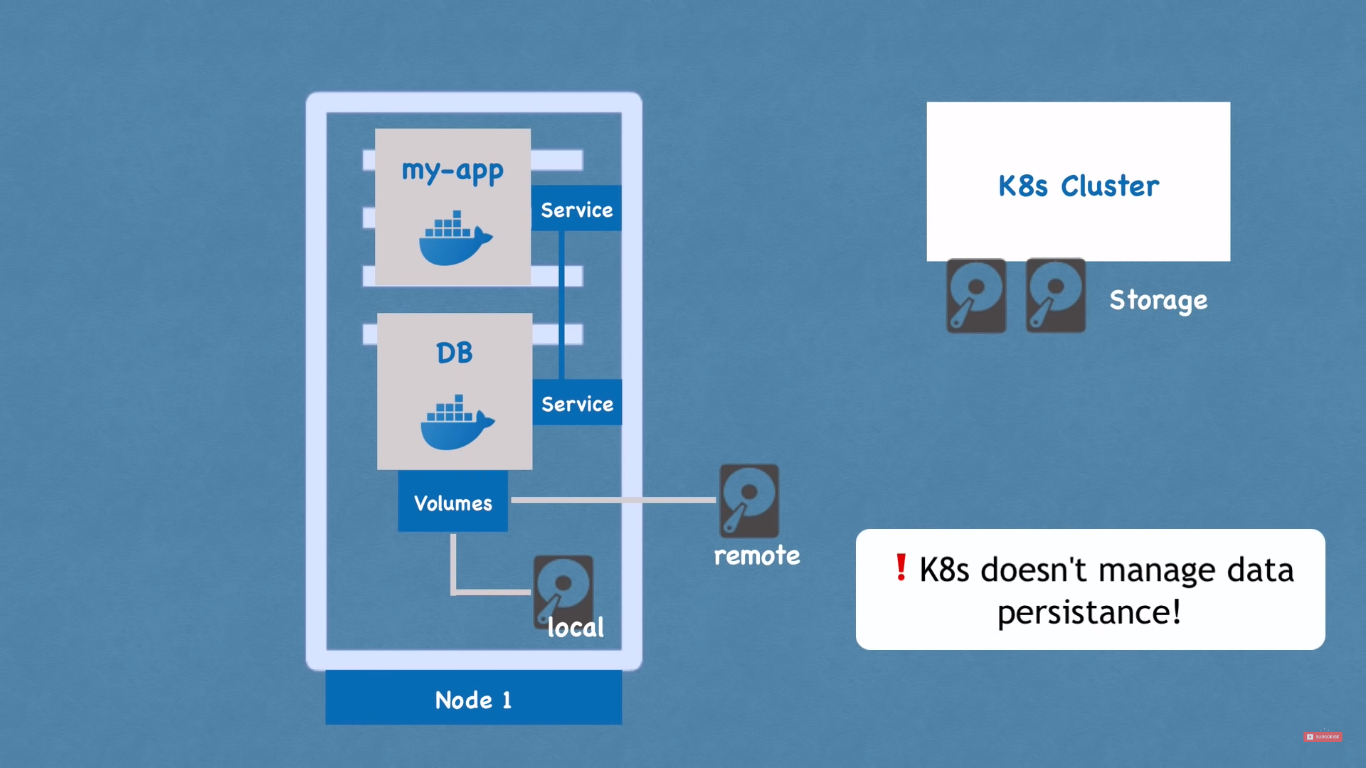 my-app
Service
DB
Service
Volumes
remote
local
Node 1
K8s Cluster
Storage
! K8s doesn't manage data
persistance!
SUBSCRIBE